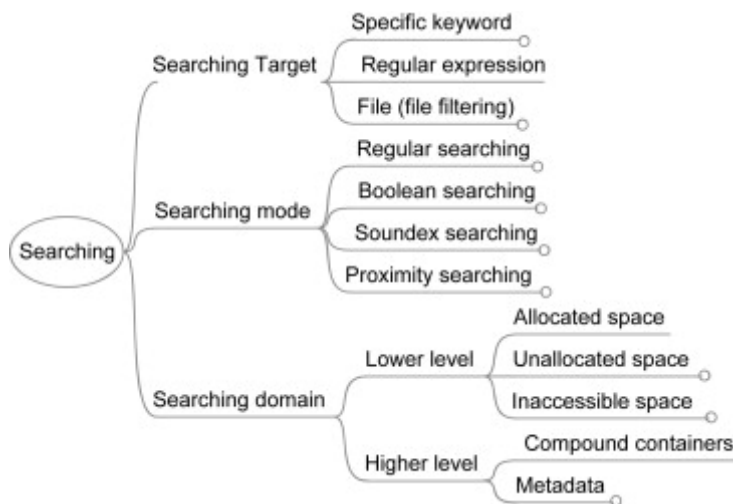 Specific keyword
Searching Target
Regular expression
File (file filtering)
Regular searching
Boolean searching
Searching mode
Soundex searching
Proximity searching
Searching
Allocated space
Lower level
Unallocated space
Inaccessible space
Searching domain
Compound containers
Higher level
Metadata